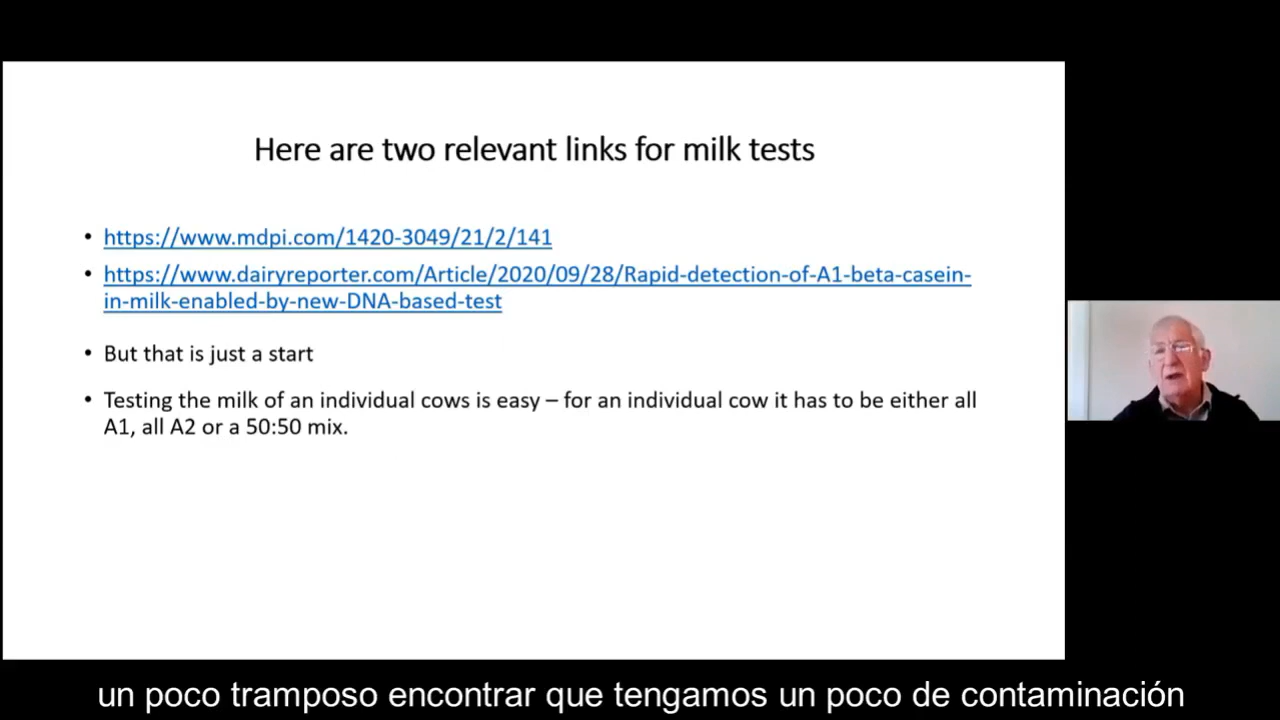 Here are two relevant links for milk tests
• https://www.mdpi.com/1420-3049/21/2/141
• https://www.dairyreporter.com/Article/2020/09/28/Rapid-detection-of-A1-beta-casein-
in-milk-enabled-by-new-DNA-based-test
• But that is just a start
• Testing the milk of an individual cows is easy – for an individual cow it has to be either all
A1, all A2 or a 50:50 mix.
un poco tramposo encontrar que tengamos un poco de contaminación